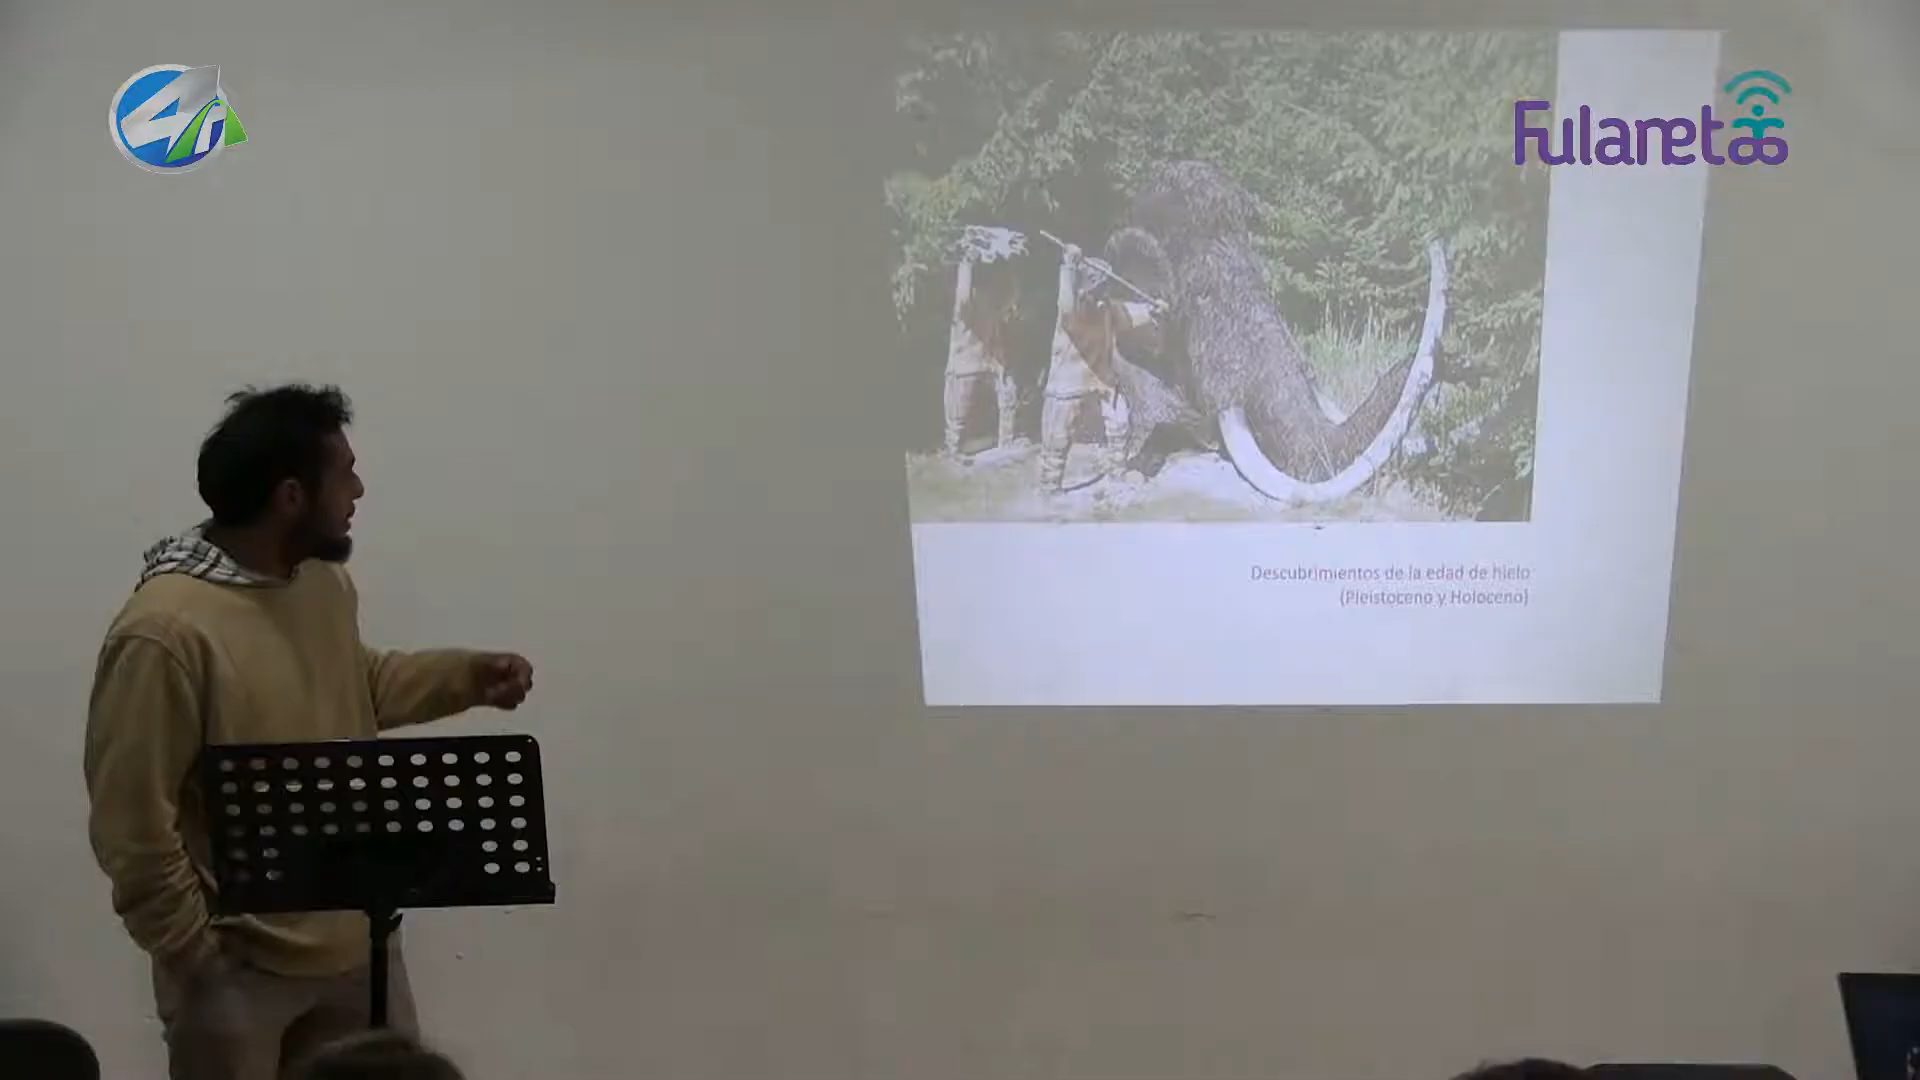 Fulanet
Descubrimientos de la edad de hielo
(Pleistoceno y Holoceno)